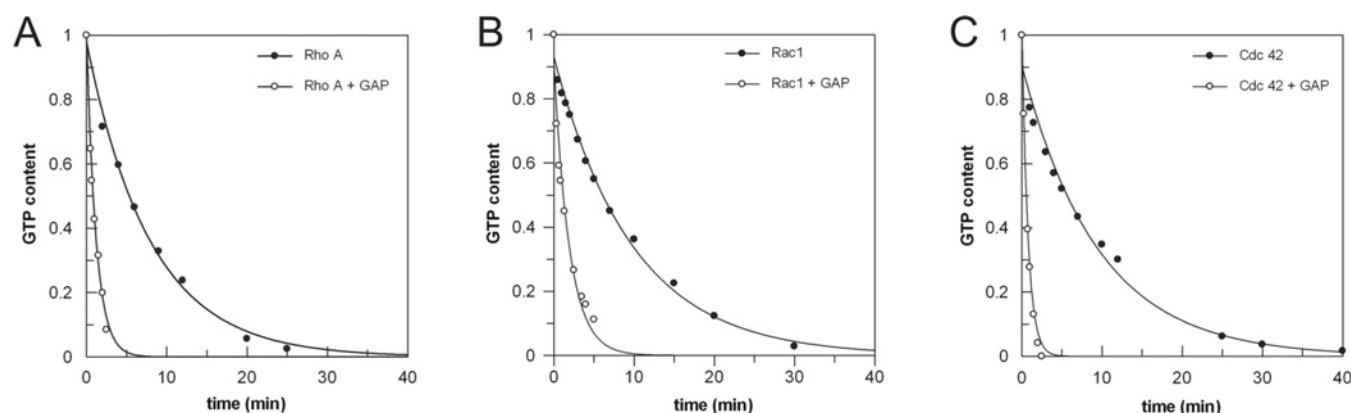 A
Rho A
Rho A + GAP
GTP content
1
0.8
0.6
0.4
0.2
0
0 10 20 30 40
time (min)
B
Rac1
Rac1 + GAP
GTP content
1
0.8
0.6
0.4
0.2
0
0 10 20 30 40
time (min)
C
Cdc 42
Cdc 42 + GAP
GTP content
1
0.8
0.6
0.4
0.2
0
0 10 20 30 40
time (min)